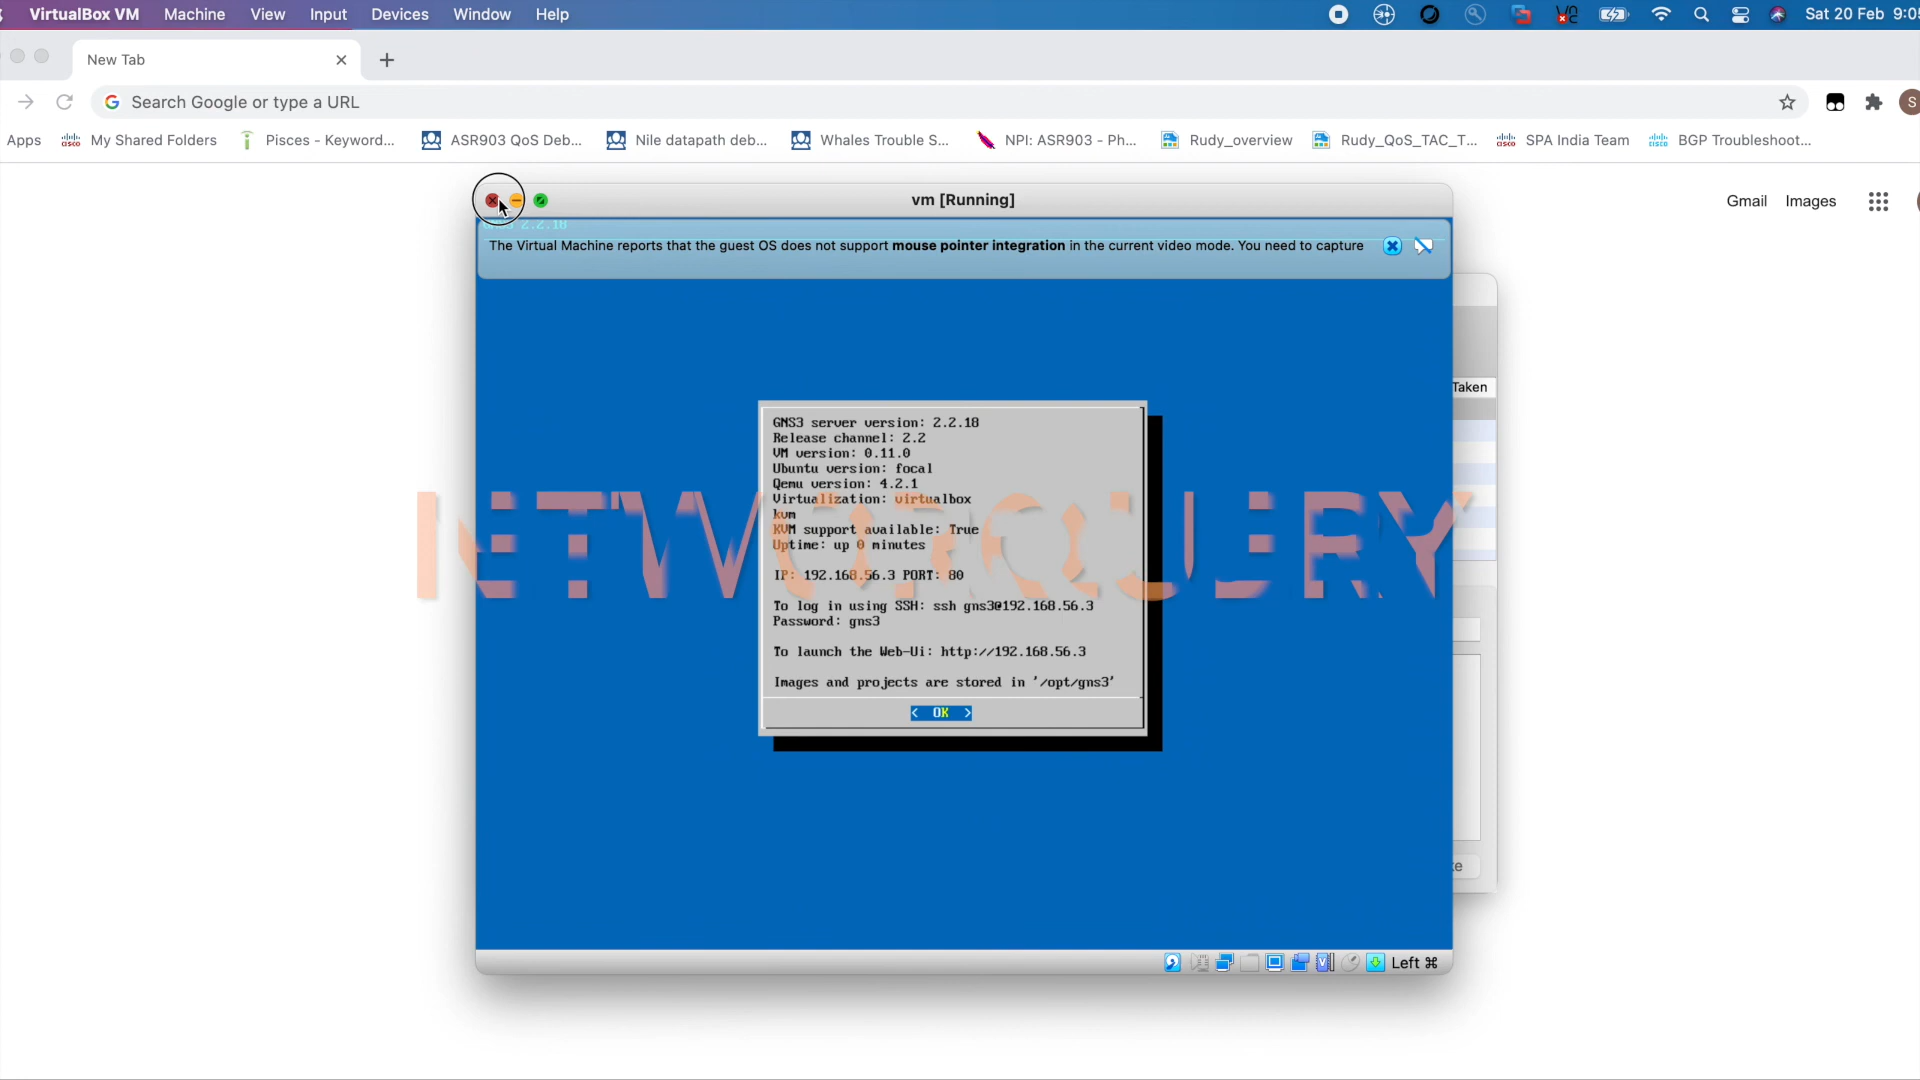 VirtualBox VM Machine View Input Devices Window Help Sat 20 Feb 9:05
New Tab
Search Google or type a URL
Apps My Shared Folders Pisces - Keyword... ASR903 QoS Deb... Nile datapath deb... Whales Trouble S... NPI: ASR903 - Ph... Rudy_overview Rudy_QoS_TAC_T... SPA India Team BGP Troubleshoot...
Gmail Images
vm [Running]
GNS3 2.2.18
The Virtual Machine reports that the guest OS does not support mouse pointer integration in the current video mode. You need to capture
Taken
GNS3 server version: 2.2.18
Release channel: 2.2
VM version: 0.11.0
Ubuntu version: focal
Qemu version: 4.2.1
Virtualization: virtualbox
kvm
KVM support available: True
Uptime: up 0 minutes
IP: 192.168.56.3 PORT: 80
To log in using SSH: ssh gns3@192.168.56.3
Password: gns3
To launch the Web-Ui: http://192.168.56.3
Images and projects are stored in '/opt/gns3'
< OK >
NETWORQUERY
Left ⌘